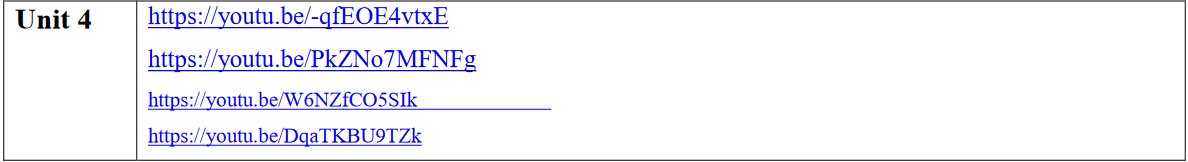 Unit 4
https://youtu.be/-qfEOE4vtxE
https://youtu.be/PkZNo7MFNFg
https://youtu.be/W6NZfCO5SIk
https://youtu.be/DqaTKBU9TZk